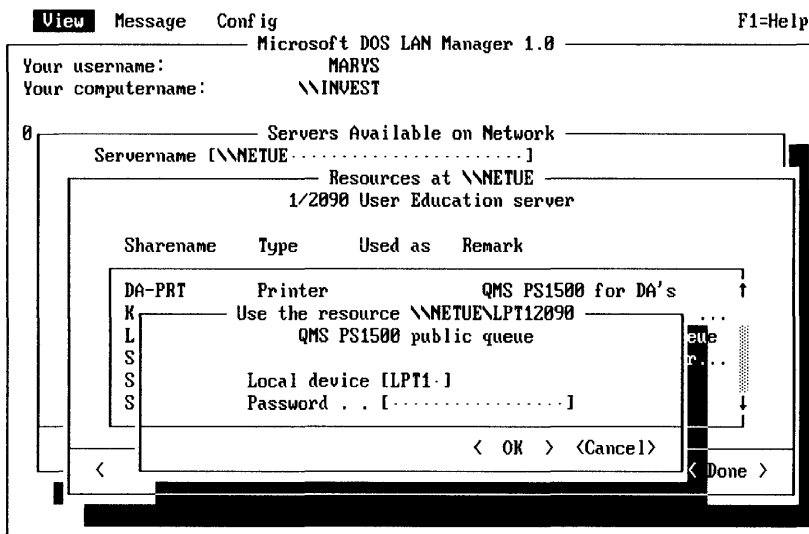 View Message Config F1=Help
Microsoft DOS LAN Manager 1.0
Your username: MARYS
Your computername: \\INVEST
0 Servers Available on Network
Servername [\\NETUE·······················]
Resources at \\NETUE
1/2090 User Education server
Sharename Type Used as Remark
DA-PRT Printer QMS PS1500 for DA's ↑
K Use the resource \\NETUE\LPT12090 ...
L QMS PS1500 public queue eue
S r...
S Local device [LPT1·]
S Password . . [·················] ↓
< OK > <Cancel>
< < Done >